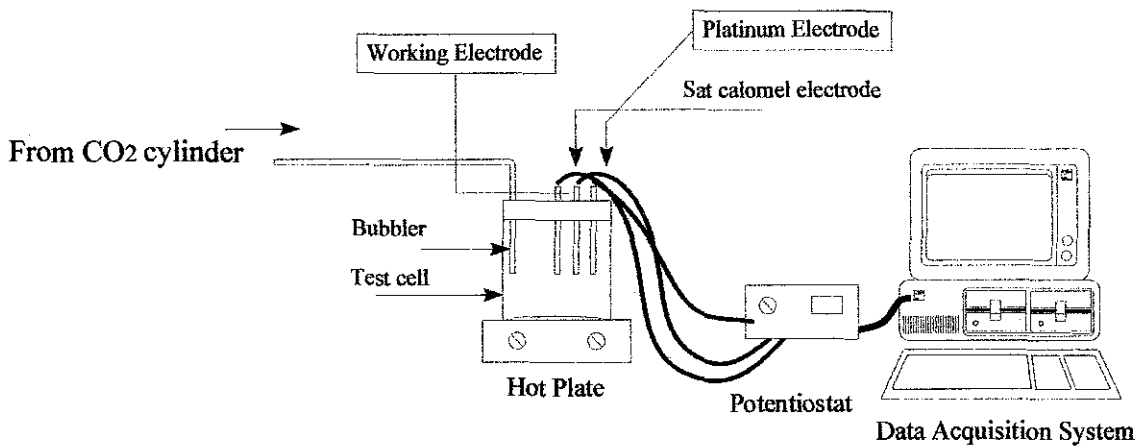 Platinum Electrode
Working Electrode
Sat calomel electrode
From CO2 cylinder
Bubbler
Test cell
Hot Plate
Potentiostat
Data Acquisition System